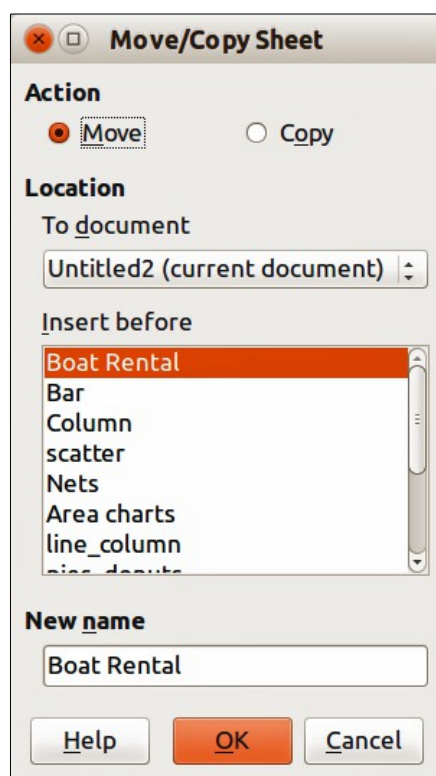 Move/Copy Sheet
Action
Move Copy
Location
To document
Untitled2 (current document)
Insert before
Boat Rental
Bar
Column
scatter
Nets
Area charts
line_column
New name
Boat Rental
Help OK Cancel